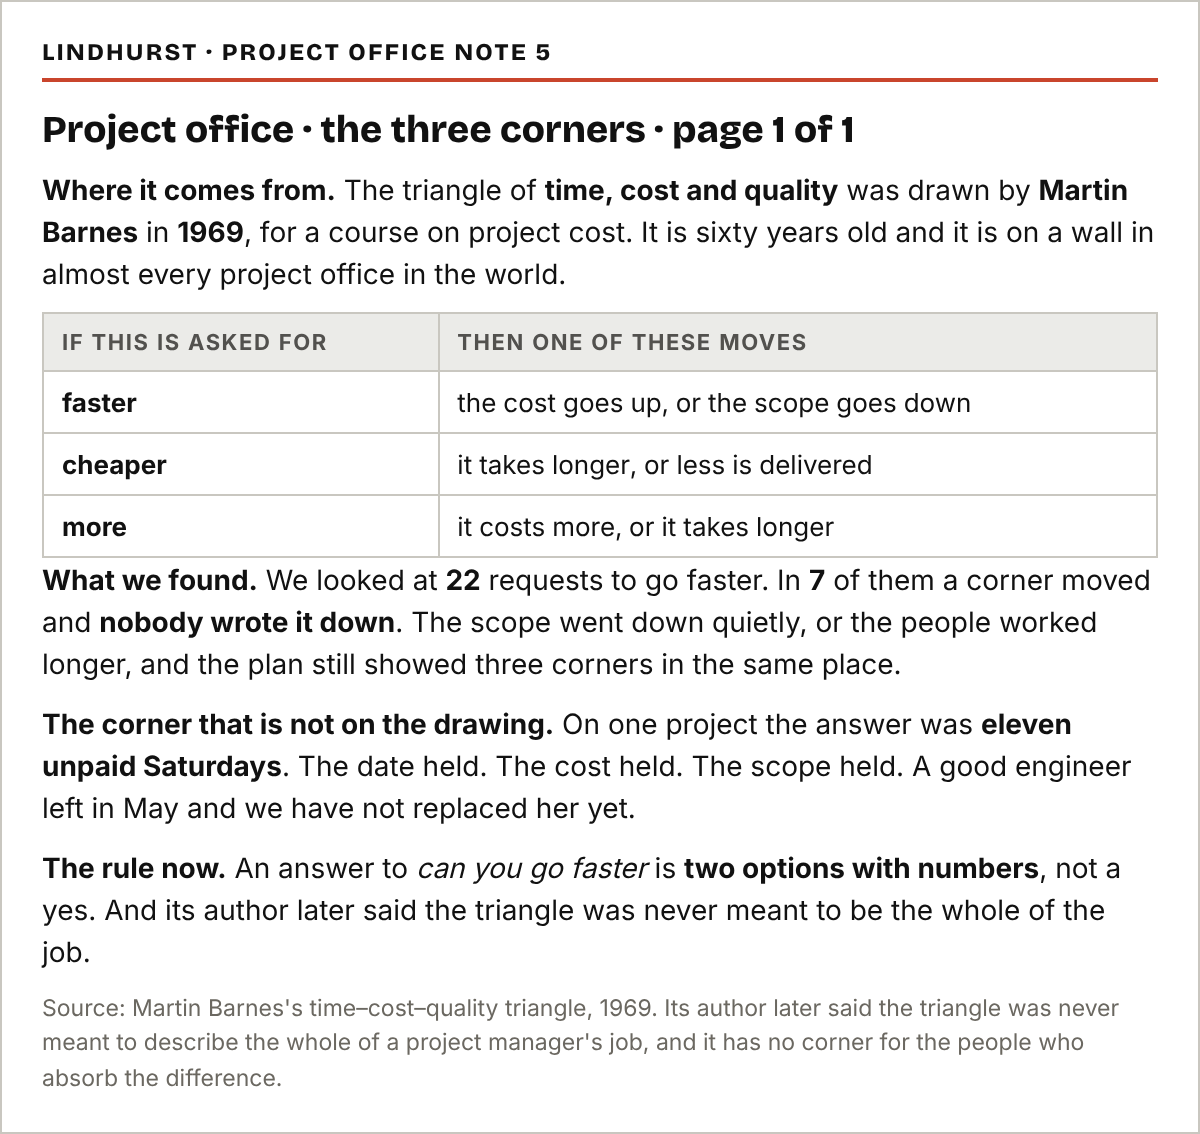 LINDHURST · PROJECT OFFICE NOTE 5
Project office · the three corners · page 1 of 1
Where it comes from. The triangle of time, cost and quality was drawn by Martin
Barnes in 1969, for a course on project cost. It is sixty years old and it is on a wall in
almost every project office in the world.
IF THIS IS ASKED FOR THEN ONE OF THESE MOVES
faster the cost goes up, or the scope goes down
cheaper it takes longer, or less is delivered
more it costs more, or it takes longer
What we found. We looked at 22 requests to go faster. In 7 of them a corner moved
and nobody wrote it down. The scope went down quietly, or the people worked
longer, and the plan still showed three corners in the same place.
The corner that is not on the drawing. On one project the answer was eleven
unpaid Saturdays. The date held. The cost held. The scope held. A good engineer
left in May and we have not replaced her yet.
The rule now. An answer to can you go faster is two options with numbers, not a
yes. And its author later said the triangle was never meant to be the whole of the
job.
Source: Martin Barnes's time–cost–quality triangle, 1969. Its author later said the triangle was never
meant to describe the whole of a project manager's job, and it has no corner for the people who
absorb the difference.